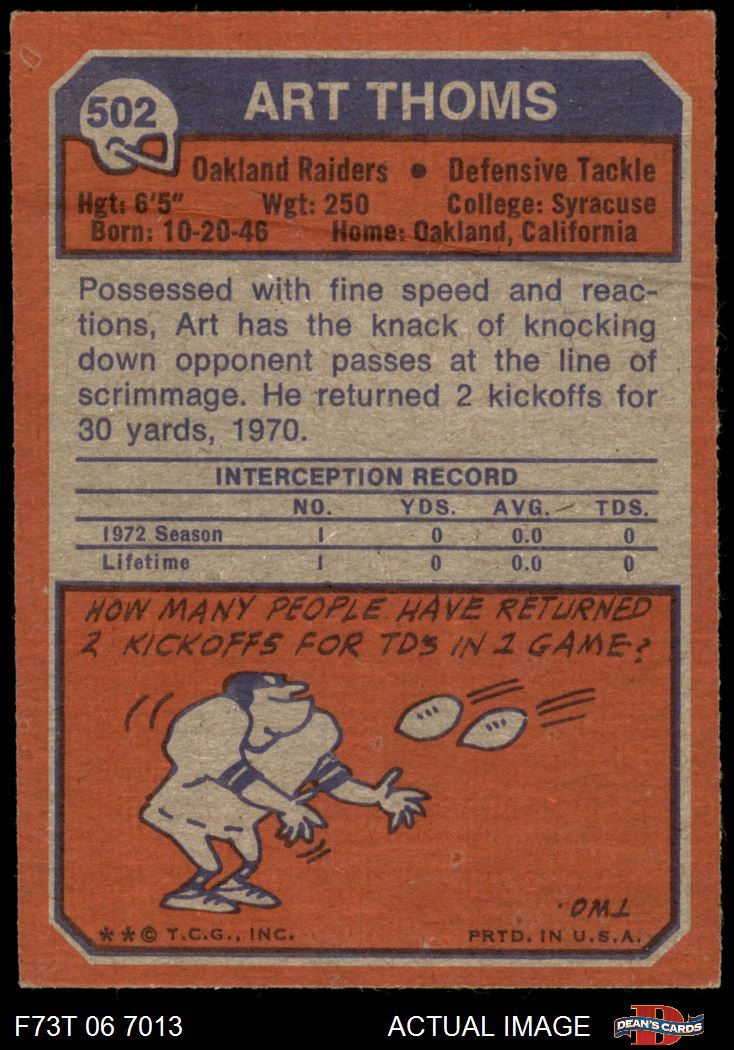 502
ART THOMS
Oakland Raiders • Defensive Tackle
Hgt: 6'5" Wgt: 250 College: Syracuse
Born: 10-20-46 Home: Oakland, California
Possessed with fine speed and reac-
tions, Art has the knack of knocking
down opponent passes at the line of
scrimmage. He returned 2 kickoffs for
30 yards, 1970.
INTERCEPTION RECORD
NO. YDS. AVG. TDS.
1972 Season 1 0 0.0 0
Lifetime 1 0 0.0 0
HOW MANY PEOPLE HAVE RETURNED
2 KICKOFFS FOR TDS IN 1 GAME?
TWO.
**© T.C.G., INC. PRTD. IN U.S.A.
F73T 06 7013 ACTUAL IMAGE D DEAN'S CARDS